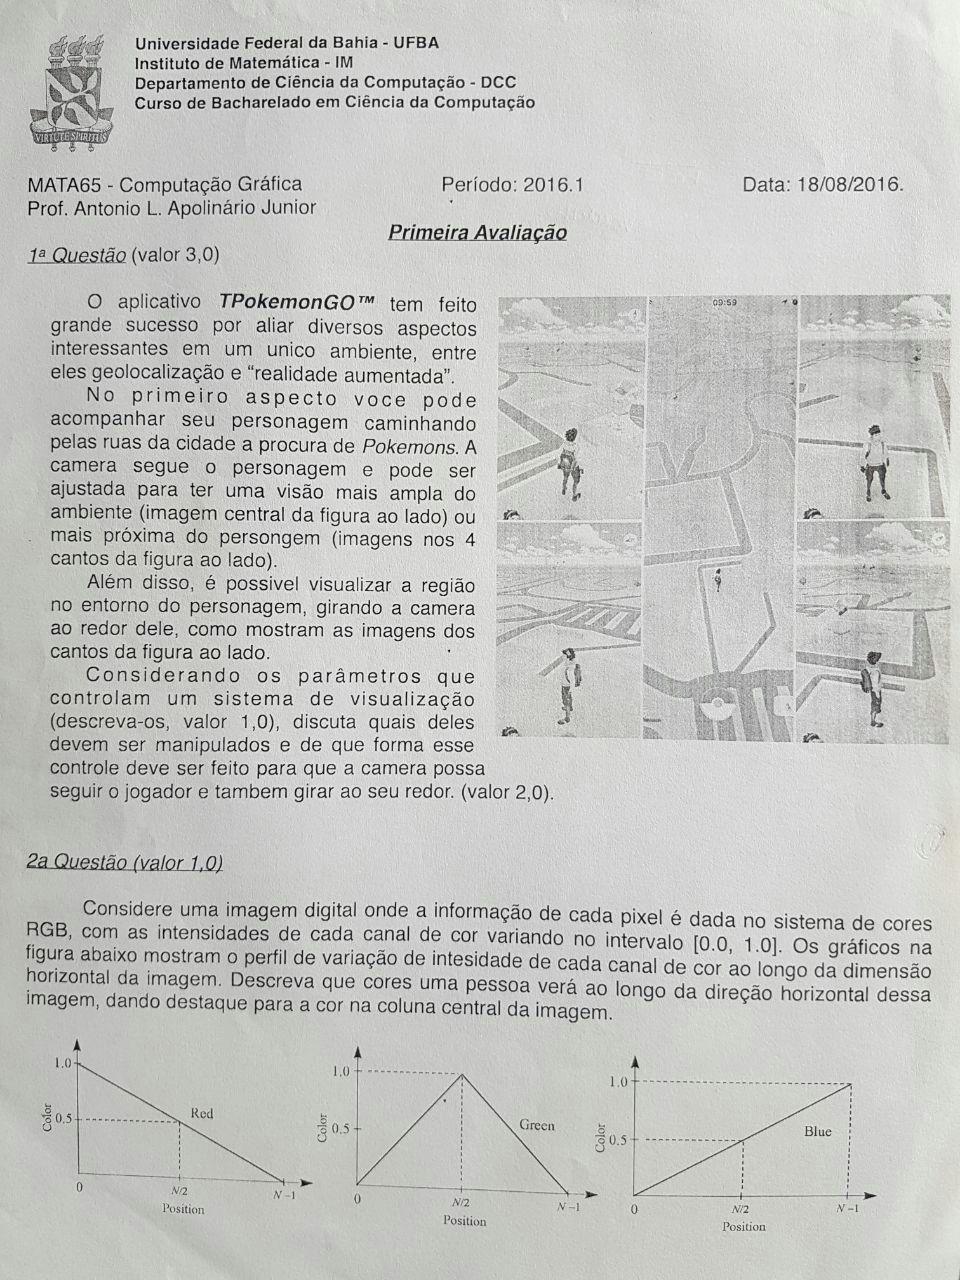 Universidade Federal da Bahia - UFBA
Instituto de Matemática - IM
Departamento de Ciência da Computação - DCC
Curso de Bacharelado em Ciência da Computação
VIRTUTE SPIRITUS
MATA65 - Computação Gráfica Período: 2016.1 Data: 18/08/2016.
Prof. Antonio L. Apolinário Junior
Primeira Avaliação
1ª Questão (valor 3,0)
O aplicativo TPokemonGO™ tem feito
grande sucesso por aliar diversos aspectos
interessantes em um unico ambiente, entre
eles geolocalização e “realidade aumentada”.
No primeiro aspecto voce pode
acompanhar seu personagem caminhando
pelas ruas da cidade a procura de Pokemons. A
camera segue o personagem e pode ser
ajustada para ter uma visão mais ampla do
ambiente (imagem central da figura ao lado) ou
mais próxima do persongem (imagens nos 4
cantos da figura ao lado).
Além disso, é possivel visualizar a região
no entorno do personagem, girando a camera
ao redor dele, como mostram as imagens dos
cantos da figura ao lado.
Considerando os parâmetros que
controlam um sistema de visualização
(descreva-os, valor 1,0), discuta quais deles
devem ser manipulados e de que forma esse
controle deve ser feito para que a camera possa
seguir o jogador e tambem girar ao seu redor. (valor 2,0).
09:59
2a Questão (valor 1,0)
Considere uma imagem digital onde a informação de cada pixel é dada no sistema de cores
RGB, com as intensidades de cada canal de cor variando no intervalo [0.0, 1.0]. Os gráficos na
figura abaixo mostram o perfil de variação de intesidade de cada canal de cor ao longo da dimensão
horizontal da imagem. Descreva que cores uma pessoa verá ao longo da direção horizontal dessa
imagem, dando destaque para a cor na coluna central da imagem.
1.0
0.5
Color
Red
0 N/2 N-1
Position
1.0
0.5
Color
Green
0 N/2 N-1
Position
1.0
0.5
Color
Blue
0 N/2 N-1
Position